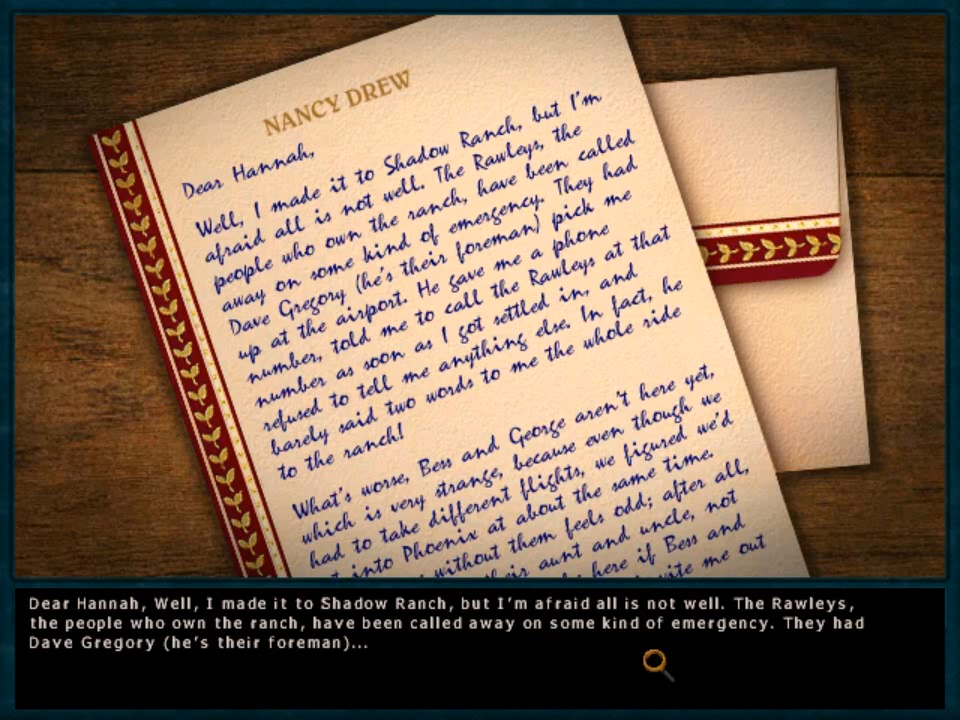 NANCY DREW
Dear Hannah,
Well, I made it to Shadow Ranch, but I'm
afraid all is not well. The Rawleys, the
people who own the ranch, have been called
away on some kind of emergency. They had
Dave Gregory (he's their foreman) pick me
up at the airport. He gave me a phone
number, told me to call the Rawleys at that
number as soon as I got settled in, and
refused to tell me anything else. In fact, he
barely said two words to me the whole ride
to the ranch!
What's worse, Bess and George aren't here yet,
which is very strange, because even though we
had to take different flights, we figured we'd
into Phoenix at about the same time.
without them feels odd; after all,
their aunt and uncle, not
here if Bess and
me out
Dear Hannah, Well, I made it to Shadow Ranch, but I'm afraid all is not well. The Rawleys,
the people who own the ranch, have been called away on some kind of emergency. They had
Dave Gregory (he's their foreman)...